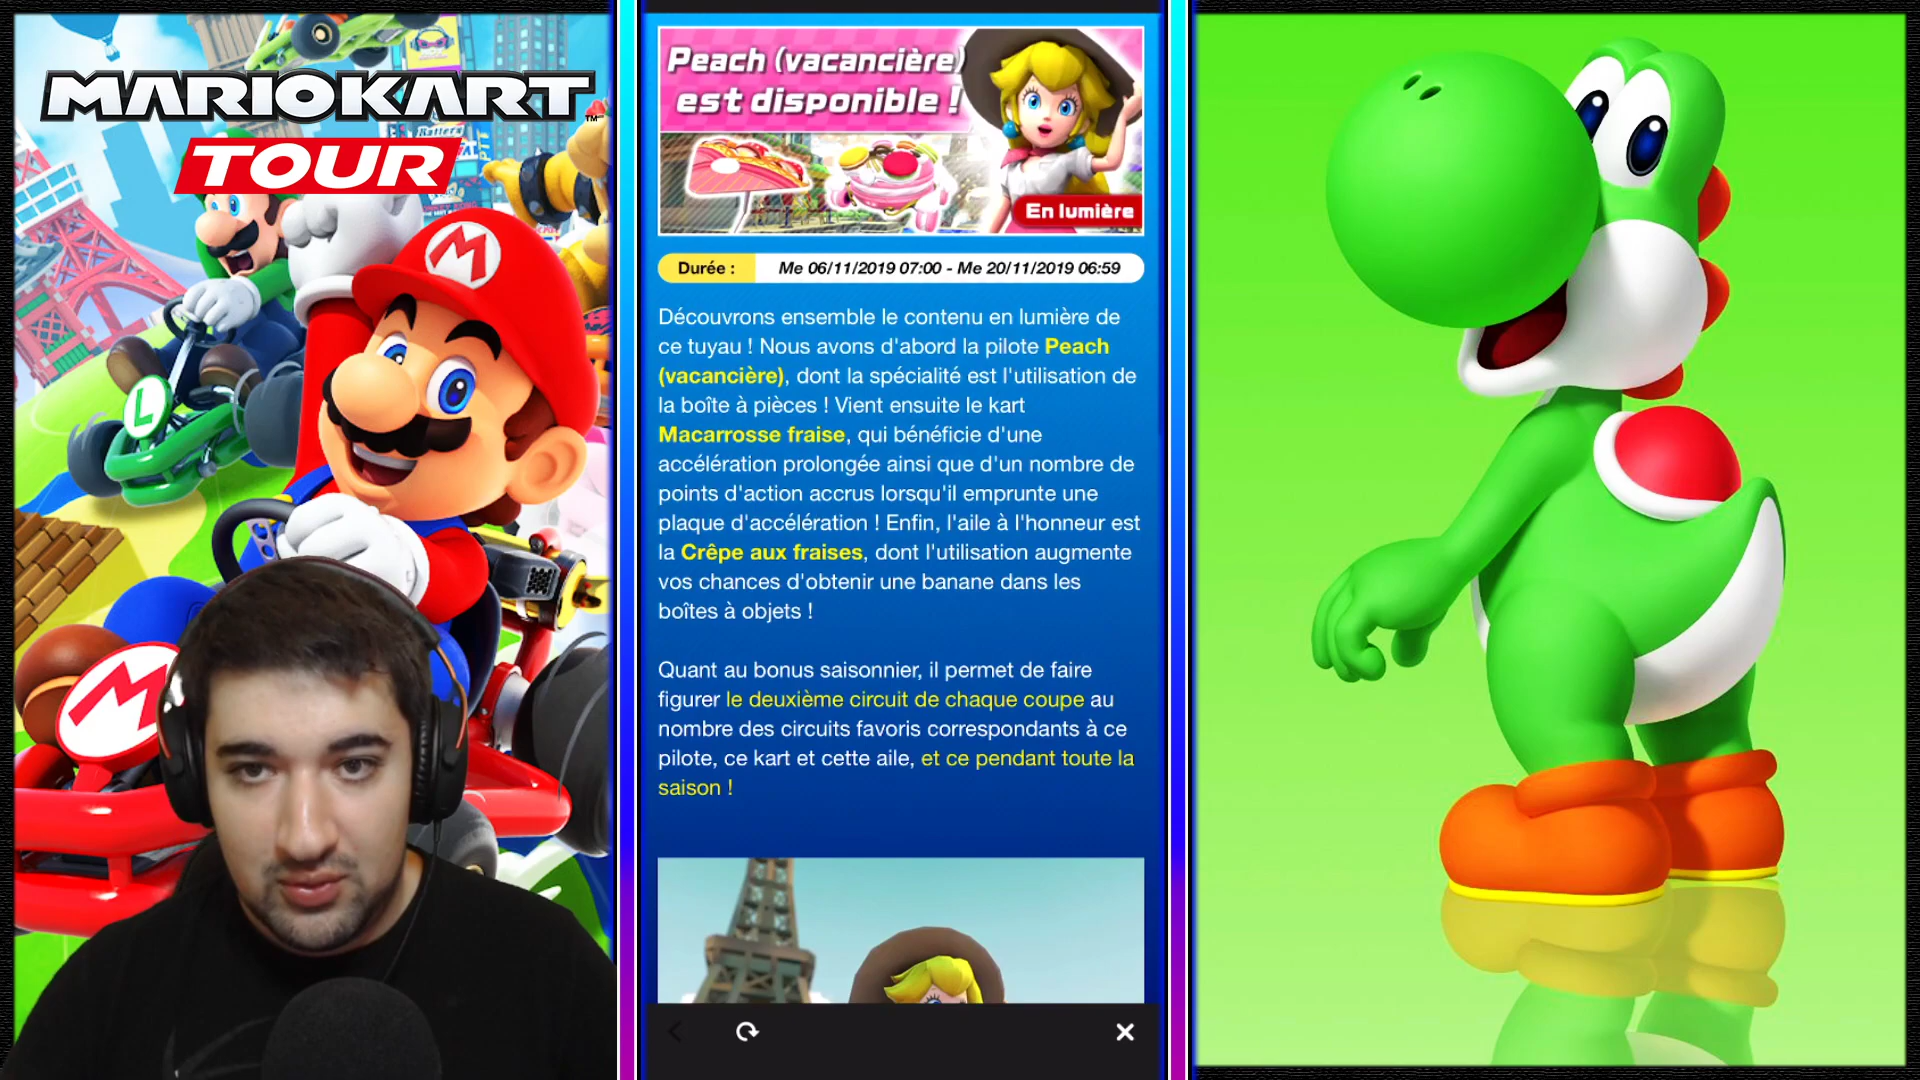 MARIOKART
TM
TOUR
Peach (vacancière)
est disponible !
En lumière
Durée : Me 06/11/2019 07:00 - Me 20/11/2019 06:59
Découvrons ensemble le contenu en lumière de
ce tuyau ! Nous avons d'abord la pilote Peach
(vacancière), dont la spécialité est l'utilisation de
la boîte à pièces ! Vient ensuite le kart
Macarrosse fraise, qui bénéficie d'une
accélération prolongée ainsi que d'un nombre de
points d'action accrus lorsqu'il emprunte une
plaque d'accélération ! Enfin, l'aile à l'honneur est
la Crêpe aux fraises, dont l'utilisation augmente
vos chances d'obtenir une banane dans les
boîtes à objets !
Quant au bonus saisonnier, il permet de faire
figurer le deuxième circuit de chaque coupe au
nombre des circuits favoris correspondants à ce
pilote, ce kart et cette aile, et ce pendant toute la
saison !
M
L
M